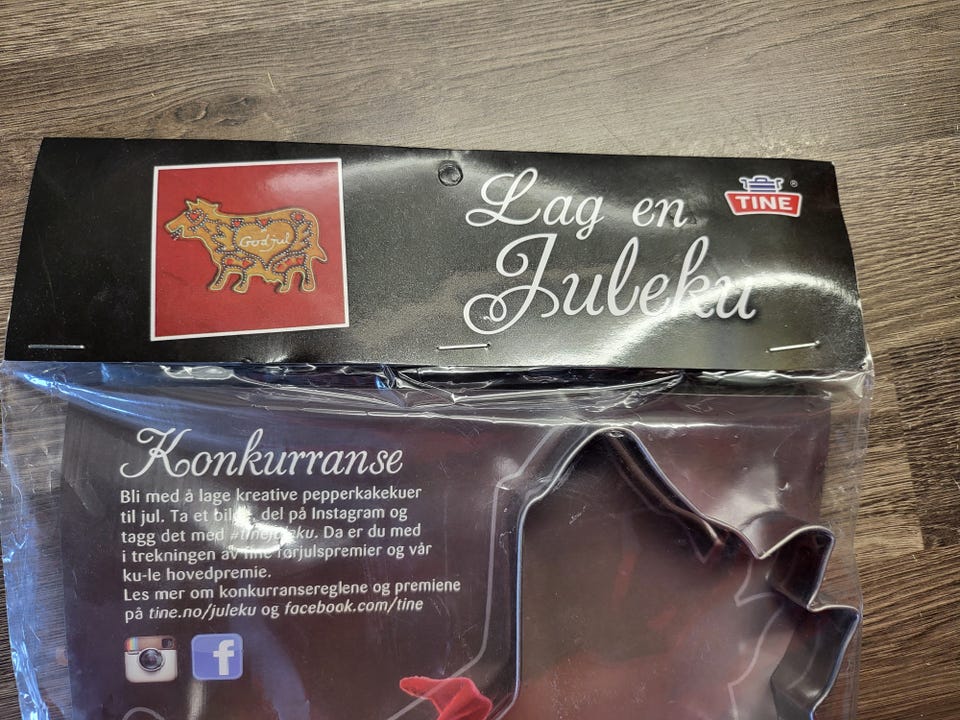 God jul
Lag en
Juleku
TINE
®
Konkurranse
Bli med å lage kreative pepperkakekuer
til jul. Ta et bilde, del på Instagram og
tagg det med #tinejuleku. Da er du med
i trekningen av fine førjulspremier og vår
ku-le hovedpremie.
Les mer om konkurransereglene og premiene
på tine.no/juleku og facebook.com/tine
f